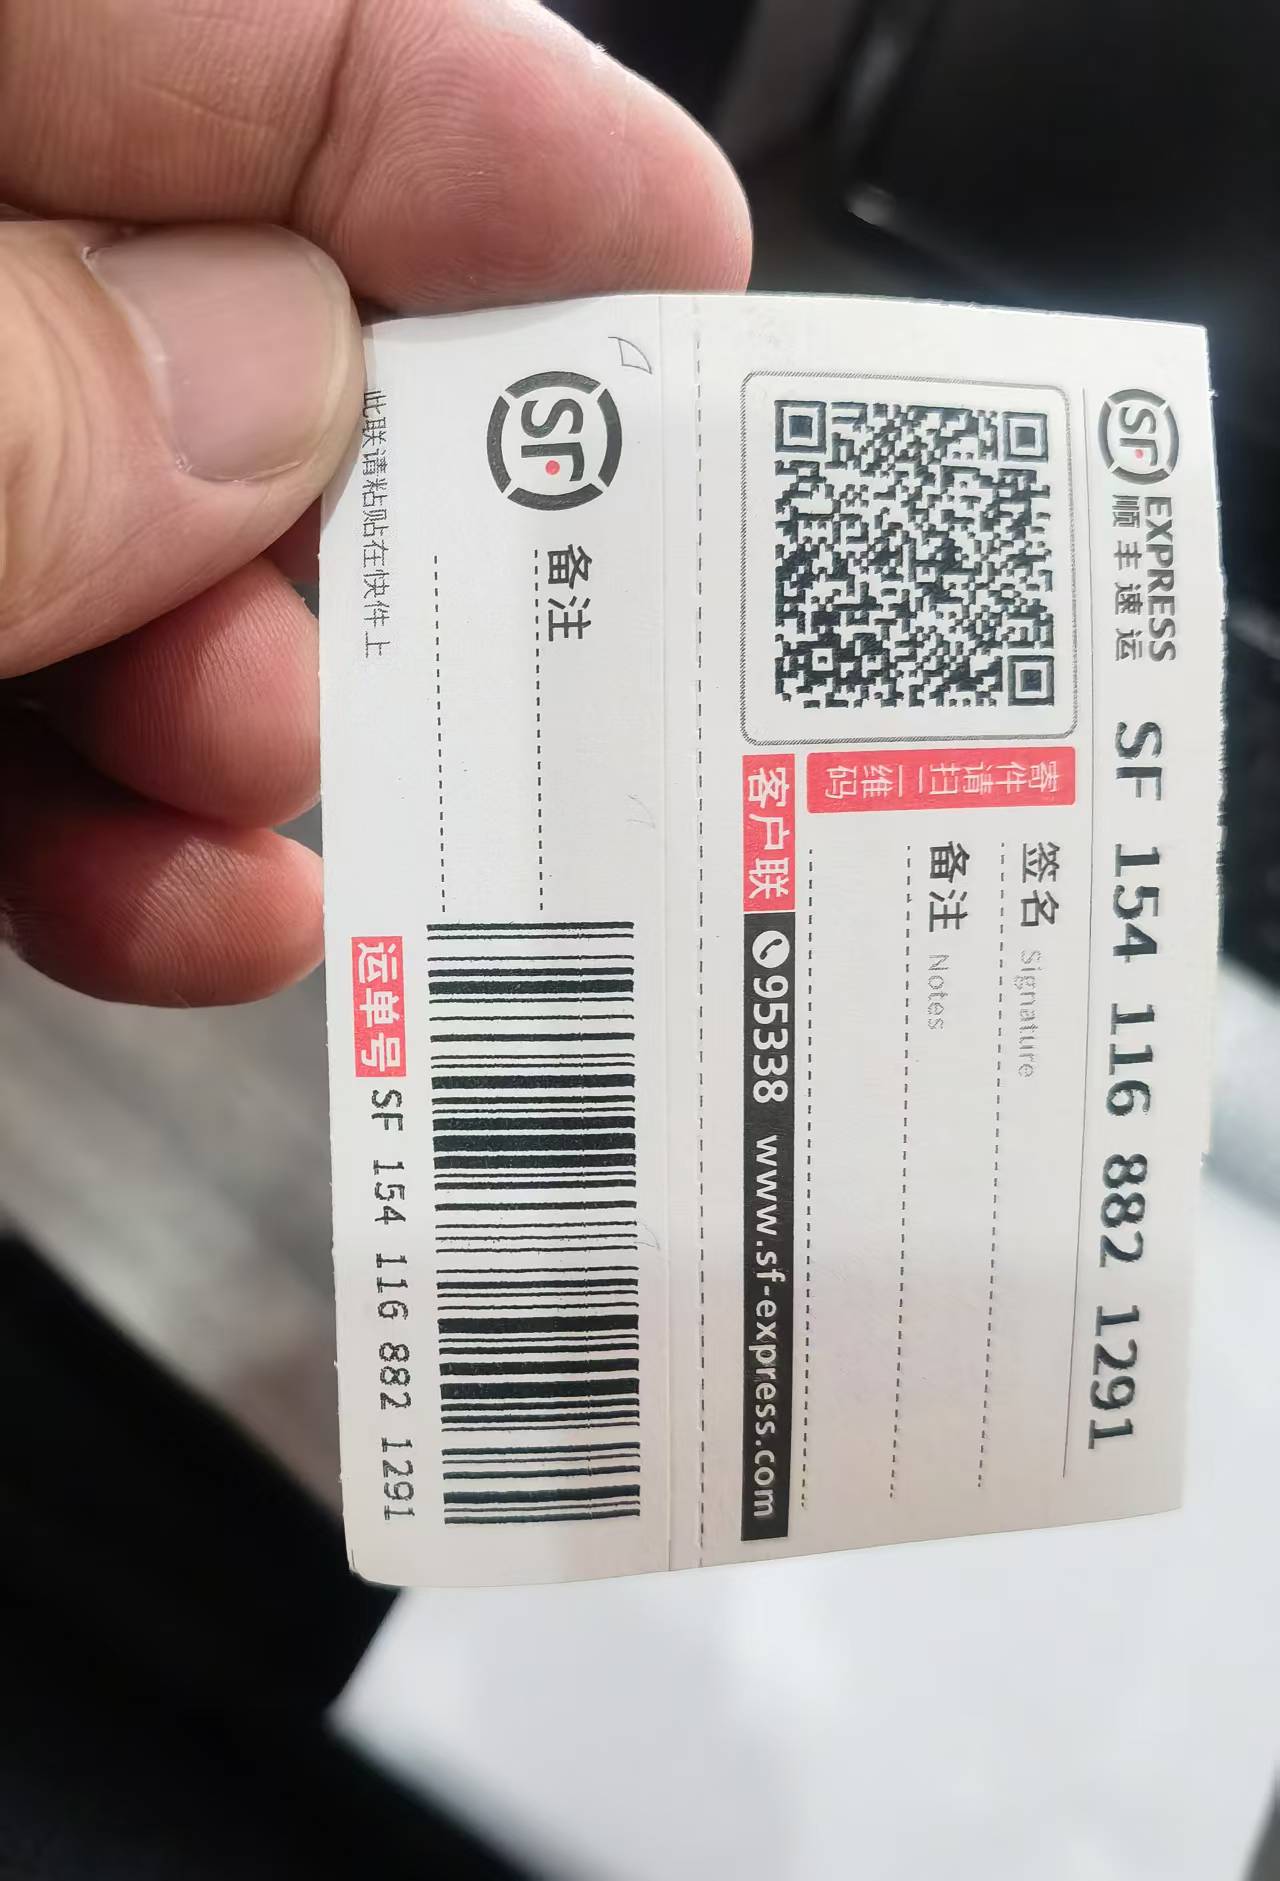 SF EXPRESS
顺丰速运
SF 154 116 882 1291
寄件请扫二维码
签名 Signature
备注 Notes
客户联 95338 www.sf-express.com
SF 备注
运单号 SF 154 116 882 1291
此联请粘贴在快件上